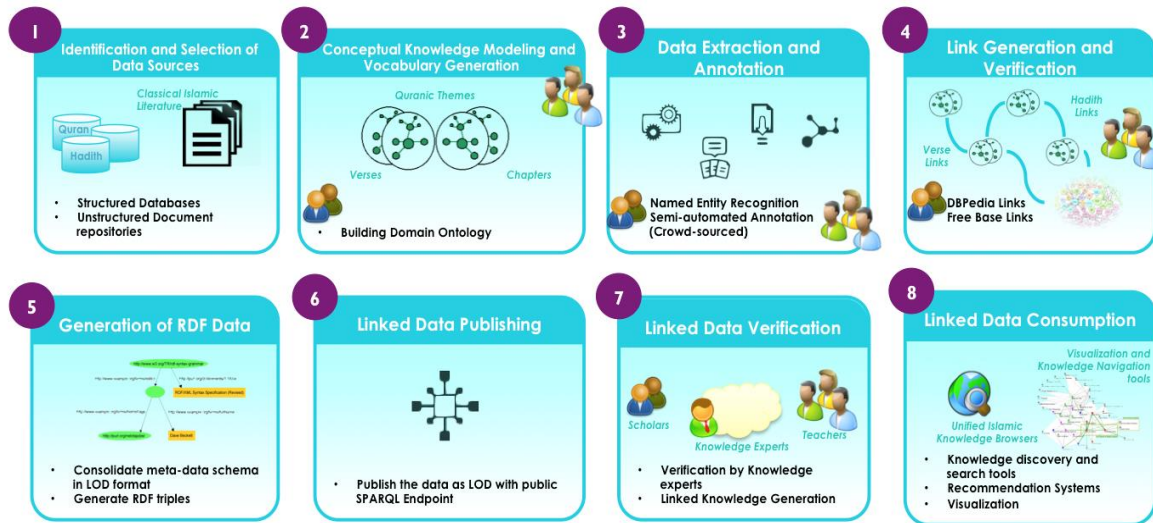 1
Identification and Selection of
Data Sources
Classical Islamic
Literature
Quran
Hadith
• Structured Databases
• Unstructured Document
repositories
2
Conceptual Knowledge Modeling and
Vocabulary Generation
Quranic Themes
Verses
Chapters
• Building Domain Ontology
3
Data Extraction and
Annotation
• Named Entity Recognition
• Semi-automated Annotation
(Crowd-sourced)
4
Link Generation and
Verification
Hadith
Links
Verse
Links
• DBPedia Links
• Free Base Links
5
Generation of RDF Data
• Consolidate meta-data schema
in LOD format
• Generate RDF triples
6
Linked Data Publishing
• Publish the data as LOD with public
SPARQL Endpoint
7
Linked Data Verification
Scholars
Knowledge Experts
Teachers
• Verification by Knowledge
experts
• Linked Knowledge Generation
8
Linked Data Consumption
Visualization and
Knowledge Navigation
tools
Unified Islamic
Knowledge Browsers
• Knowledge discovery and
search tools
• Recommendation Systems
• Visualization